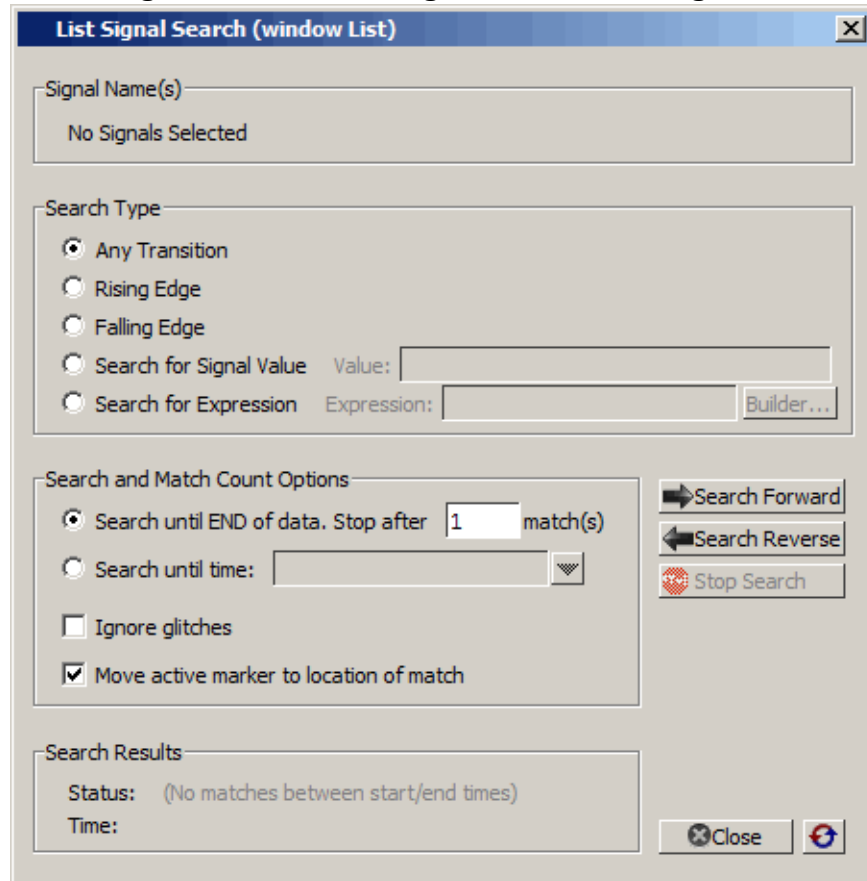 List Signal Search (window List)
Signal Name(s)
No Signals Selected
Search Type
Any Transition
Rising Edge
Falling Edge
Search for Signal Value Value:
Search for Expression Expression: Builder...
Search and Match Count Options
Search until END of data. Stop after 1 match(s)
Search until time:
Ignore glitches
Move active marker to location of match
Search Forward
Search Reverse
Stop Search
Search Results
Status: (No matches between start/end times)
Time:
Close